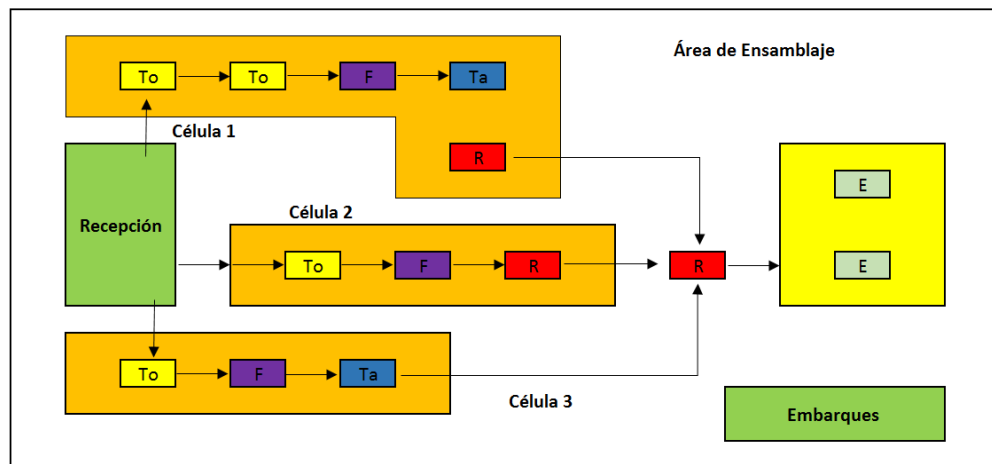 Área de Ensamblaje
To
To
F
Ta
Célula 1
R
E
Recepción
Célula 2
To
F
R
R
E
To
F
Ta
Célula 3
Embarques